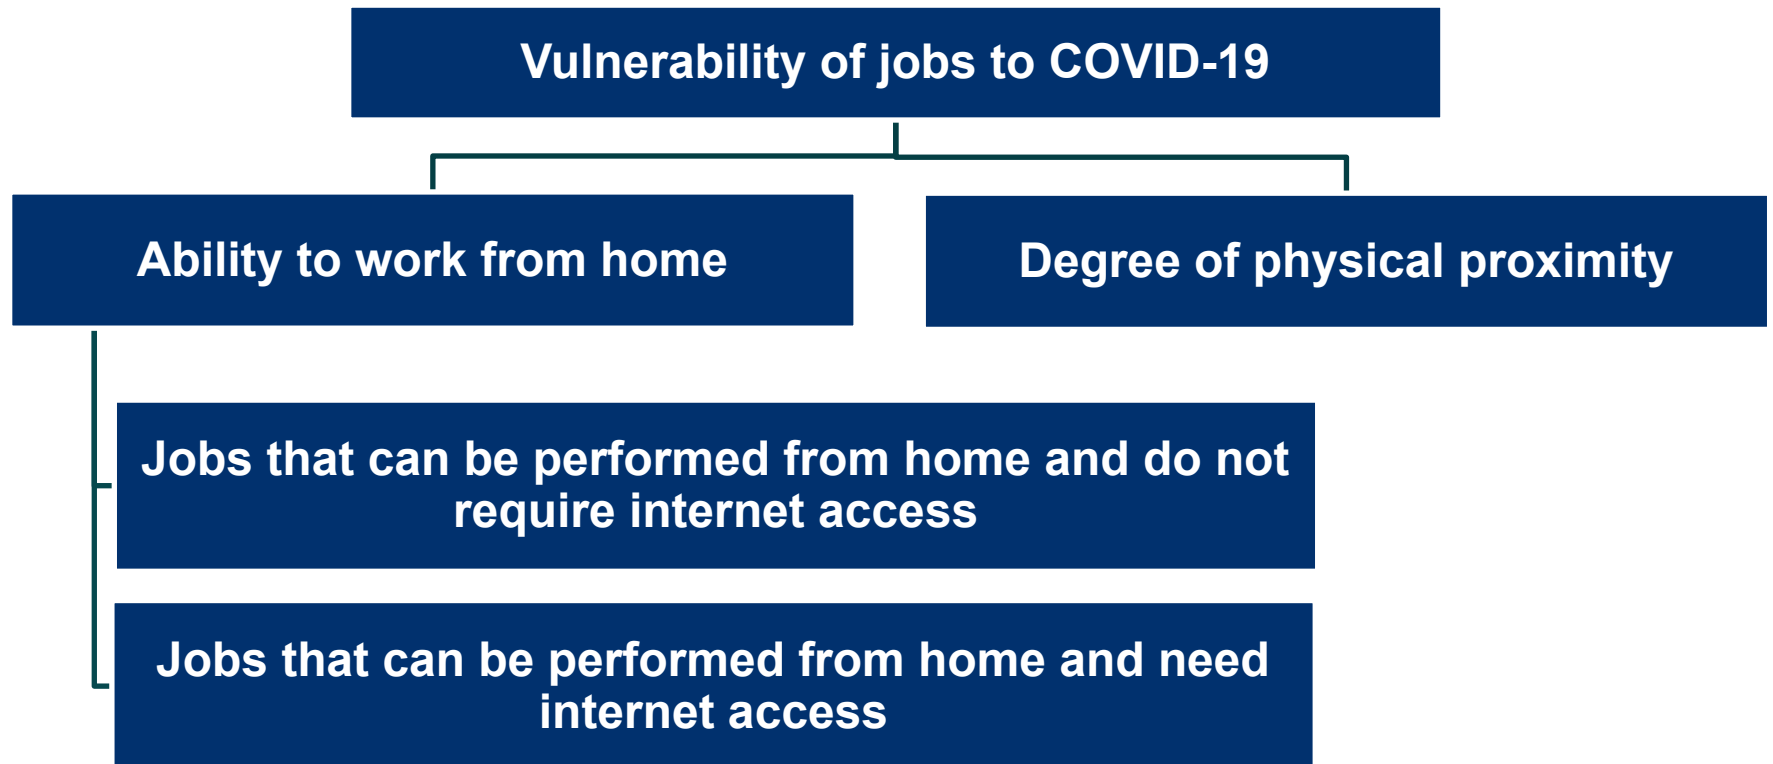 Vulnerability of jobs to COVID-19
Ability to work from home
Degree of physical proximity
Jobs that can be performed from home and do not
require internet access
Jobs that can be performed from home and need
internet access